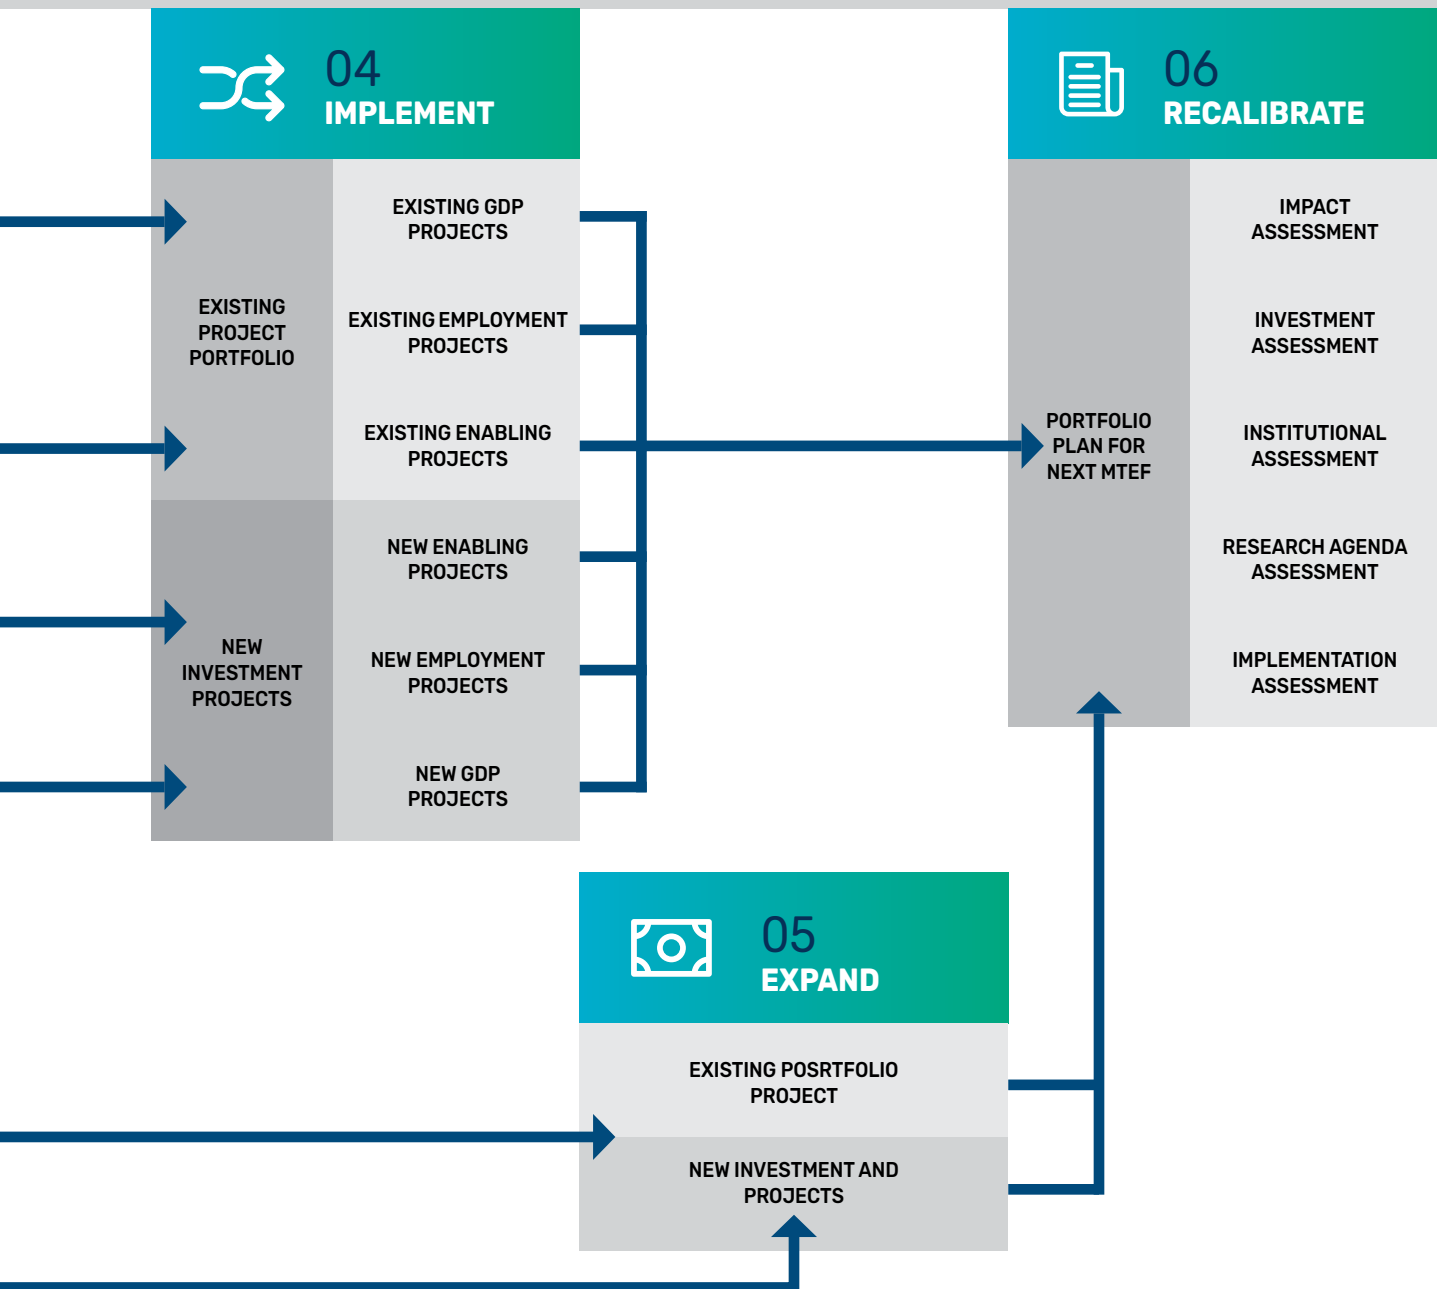 04
IMPLEMENT
EXISTING
PROJECT
PORTFOLIO
EXISTING GDP
PROJECTS
EXISTING EMPLOYMENT
PROJECTS
EXISTING ENABLING
PROJECTS
NEW
INVESTMENT
PROJECTS
NEW ENABLING
PROJECTS
NEW EMPLOYMENT
PROJECTS
NEW GDP
PROJECTS
05
EXPAND
EXISTING POSRTFOLIO
PROJECT
NEW INVESTMENT AND
PROJECTS
06
RECALIBRATE
PORTFOLIO
PLAN FOR
NEXT MTEF
IMPACT
ASSESSMENT
INVESTMENT
ASSESSMENT
INSTITUTIONAL
ASSESSMENT
RESEARCH AGENDA
ASSESSMENT
IMPLEMENTATION
ASSESSMENT